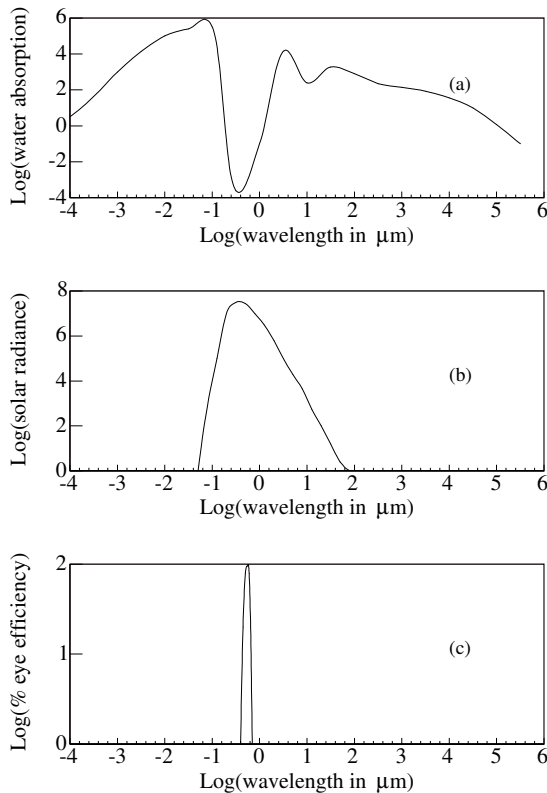 Log(water absorption)
6
4
2
0
-2
-4
(a)
-4 -3 -2 -1 0 1 2 3 4 5 6
Log(wavelength in μm)
Log(solar radiance)
8
6
4
2
0
(b)
-4 -3 -2 -1 0 1 2 3 4 5 6
Log(wavelength in μm)
Log(% eye efficiency)
2
1
0
(c)
-4 -3 -2 -1 0 1 2 3 4 5 6
Log(wavelength in μm)